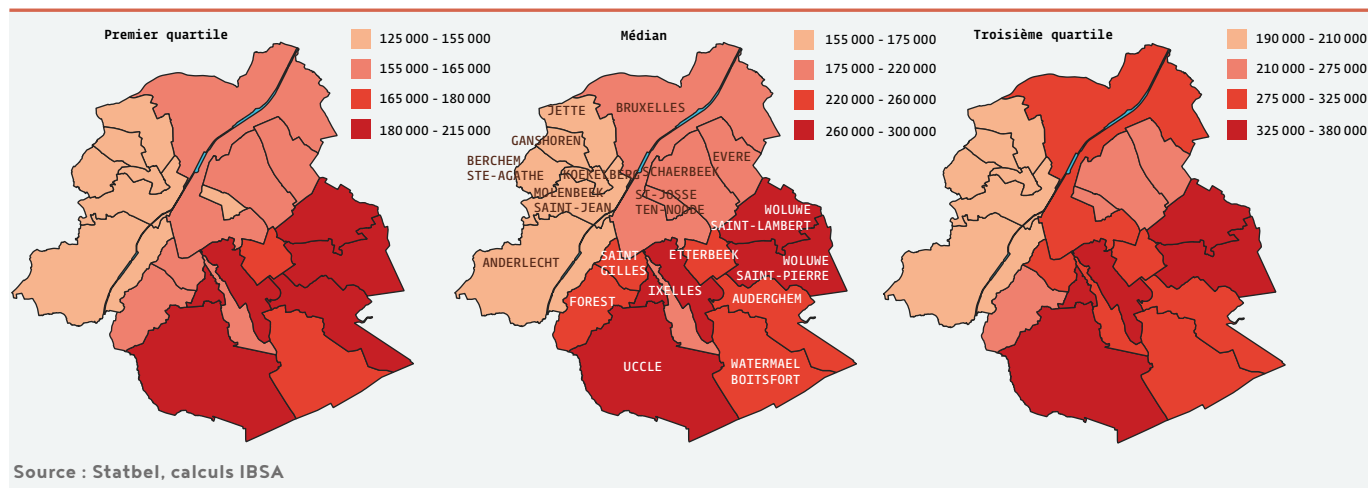 Premier quartile
125 000 - 155 000
155 000 - 165 000
165 000 - 180 000
180 000 - 215 000
Médian
155 000 - 175 000
175 000 - 220 000
220 000 - 260 000
260 000 - 300 000
JETTE
BRUXELLES
GANSHOREN
EVERE
BERCHEM
STE-AGATHE
KOEKELBERG
SCHAERBEEK
MOLENBEEK
SAINT-JEAN
ST-JOSSE
TEN-NOODE
WOLUWE
SAINT-LAMBERT
ANDERLECHT
SAINT
GILLES
ETTERBEEK
WOLUWE
SAINT-PIERRE
FOREST
IXELLES
AUDERGHEM
UCCLE
WATERMAEL
BOITSFORT
Troisième quartile
190 000 - 210 000
210 000 - 275 000
275 000 - 325 000
325 000 - 380 000
Source : Statbel, calculs IBSA